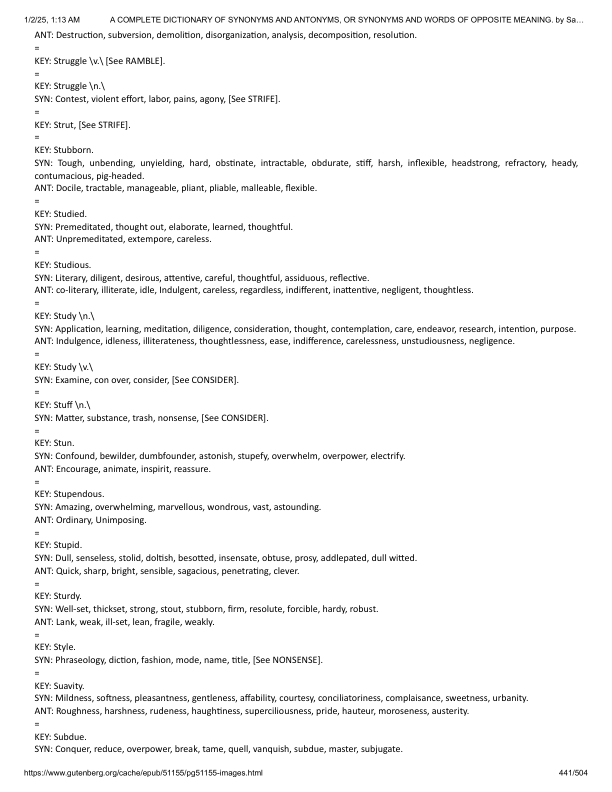 1/2/25, 1:13 AM A COMPLETE DICTIONARY OF SYNONYMS AND ANTONYMS, OR SYNONYMS AND WORDS OF OPPOSITE MEANING. by Sa…
ANT: Destruction, subversion, demolition, disorganization, analysis, decomposition, resolution.
=
KEY: Struggle \v.\ [See RAMBLE].
=
KEY: Struggle \n.\
SYN: Contest, violent effort, labor, pains, agony, [See STRIFE].
=
KEY: Strut, [See STRIFE].
=
KEY: Stubborn.
SYN: Tough, unbending, unyielding, hard, obstinate, intractable, obdurate, stiff, harsh, inflexible, headstrong, refractory, heady,
contumacious, pig-headed.
ANT: Docile, tractable, manageable, pliant, pliable, malleable, flexible.
=
KEY: Studied.
SYN: Premeditated, thought out, elaborate, learned, thoughtful.
ANT: Unpremeditated, extempore, careless.
=
KEY: Studious.
SYN: Literary, diligent, desirous, attentive, careful, thoughtful, assiduous, reflective.
ANT: co-literary, illiterate, idle, Indulgent, careless, regardless, indifferent, inattentive, negligent, thoughtless.
=
KEY: Study \n.\
SYN: Application, learning, meditation, diligence, consideration, thought, contemplation, care, endeavor, research, intention, purpose.
ANT: Indulgence, idleness, illiterateness, thoughtlessness, ease, indifference, carelessness, unstudiousness, negligence.
=
KEY: Study \v.\
SYN: Examine, con over, consider, [See CONSIDER].
=
KEY: Stuff \n.\
SYN: Matter, substance, trash, nonsense, [See CONSIDER].
=
KEY: Stun.
SYN: Confound, bewilder, dumbfounder, astonish, stupefy, overwhelm, overpower, electrify.
ANT: Encourage, animate, inspirit, reassure.
=
KEY: Stupendous.
SYN: Amazing, overwhelming, marvellous, wondrous, vast, astounding.
ANT: Ordinary, Unimposing.
=
KEY: Stupid.
SYN: Dull, senseless, stolid, doltish, besotted, insensate, obtuse, prosy, addlepated, dull witted.
ANT: Quick, sharp, bright, sensible, sagacious, penetrating, clever.
=
KEY: Sturdy.
SYN: Well-set, thickset, strong, stout, stubborn, firm, resolute, forcible, hardy, robust.
ANT: Lank, weak, ill-set, lean, fragile, weakly.
=
KEY: Style.
SYN: Phraseology, diction, fashion, mode, name, title, [See NONSENSE].
=
KEY: Suavity.
SYN: Mildness, softness, pleasantness, gentleness, affability, courtesy, conciliatoriness, complaisance, sweetness, urbanity.
ANT: Roughness, harshness, rudeness, haughtiness, superciliousness, pride, hauteur, moroseness, austerity.
=
KEY: Subdue.
SYN: Conquer, reduce, overpower, break, tame, quell, vanquish, subdue, master, subjugate.
https://www.gutenberg.org/cache/epub/51155/pg51155-images.html 441/504